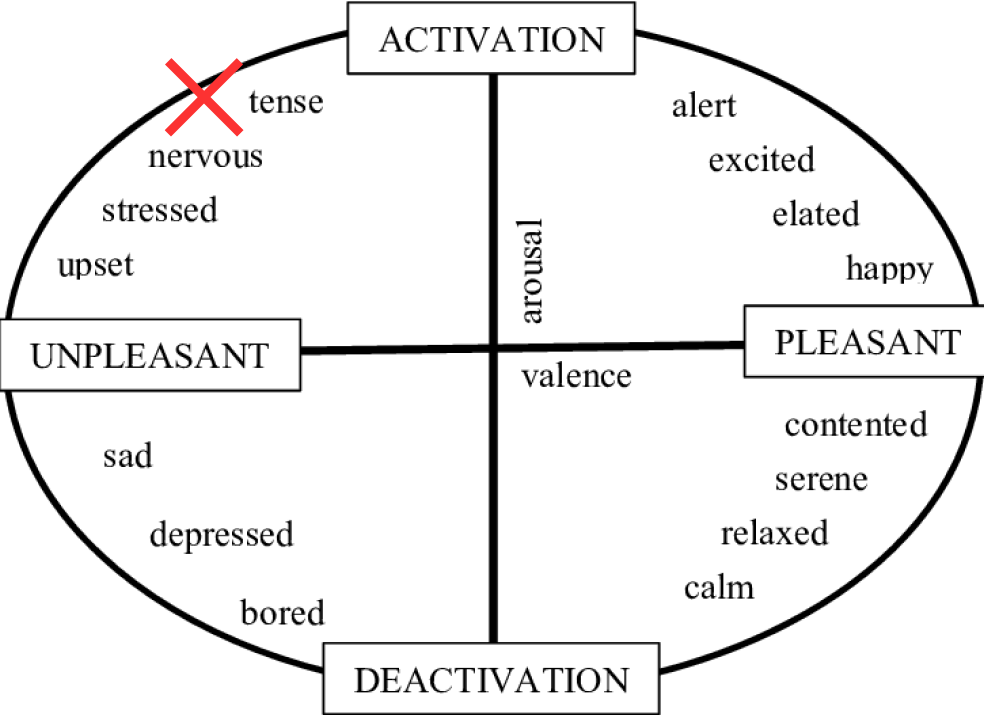 ACTIVATION
tense
alert
nervous
excited
stressed
elated
upset
happy
arousal
UNPLEASANT
PLEASANT
valence
contented
sad
serene
depressed
relaxed
calm
bored
DEACTIVATION